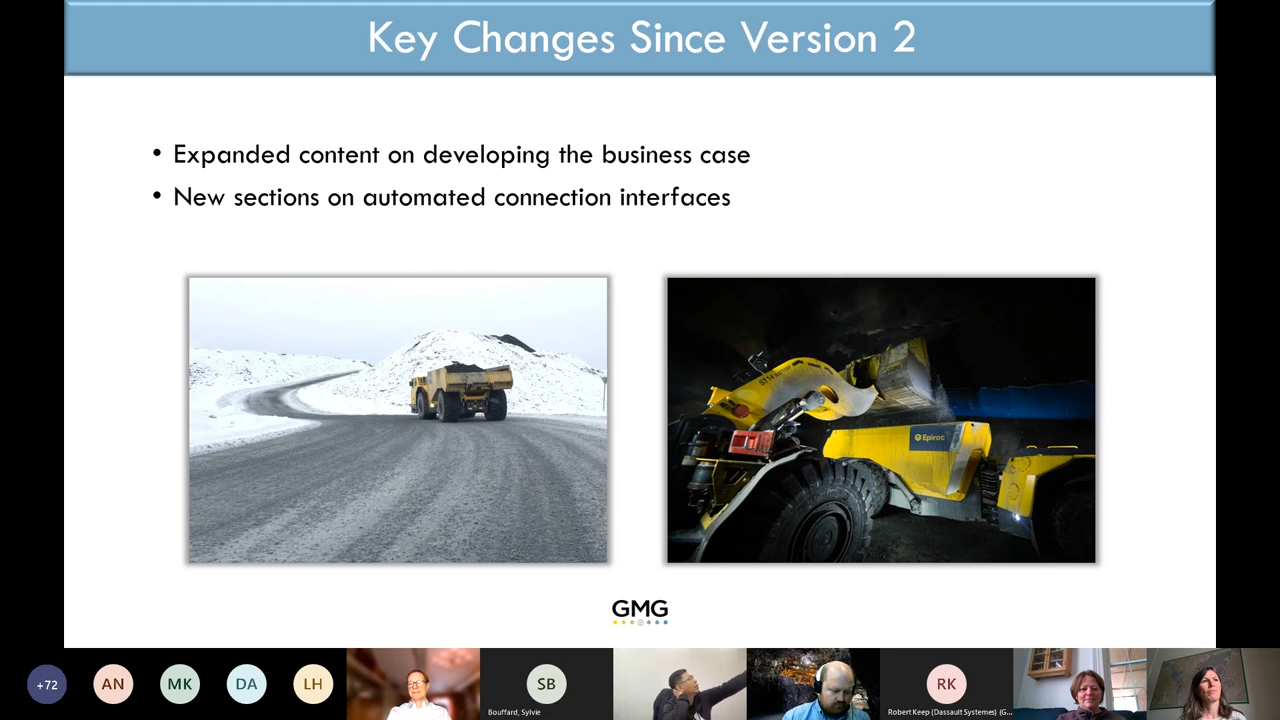 Key Changes Since Version 2
• Expanded content on developing the business case
• New sections on automated connection interfaces
Epiroc
GMG
+72
AN
MK
DA
LH
SB
RK
Bouffard, Sylvie
Robert Keep (Dassault Systemes) (G...